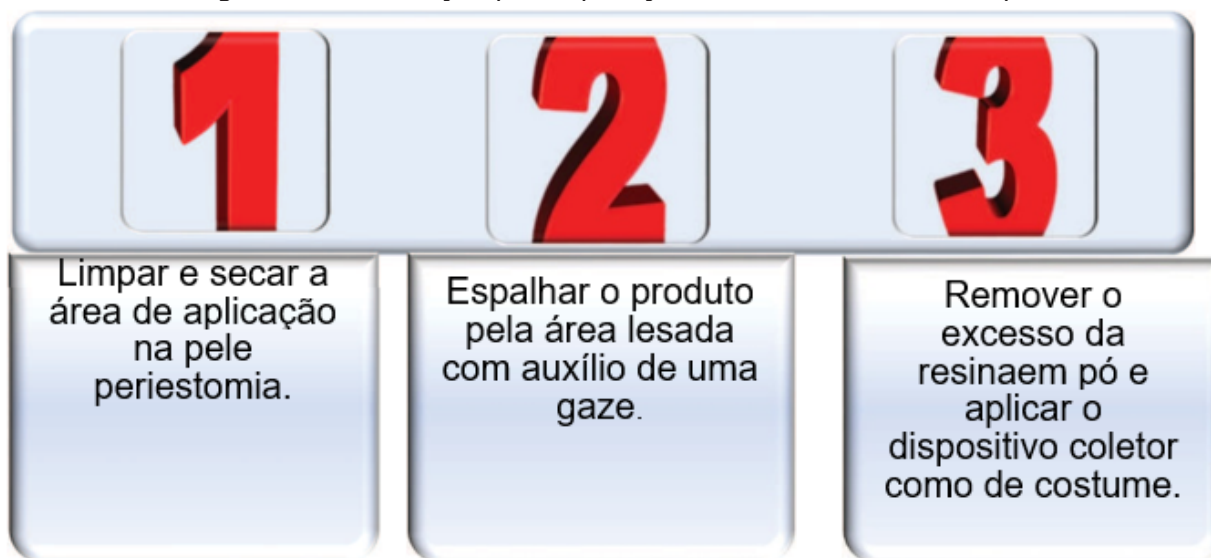 1
2
3
Limpar e secar a
área de aplicação
na pele
periestomia.
Espalhar o produto
pela área lesada
com auxílio de uma
gaze.
Remover o
excesso da
resinaem pó e
aplicar o
dispositivo coletor
como de costume.